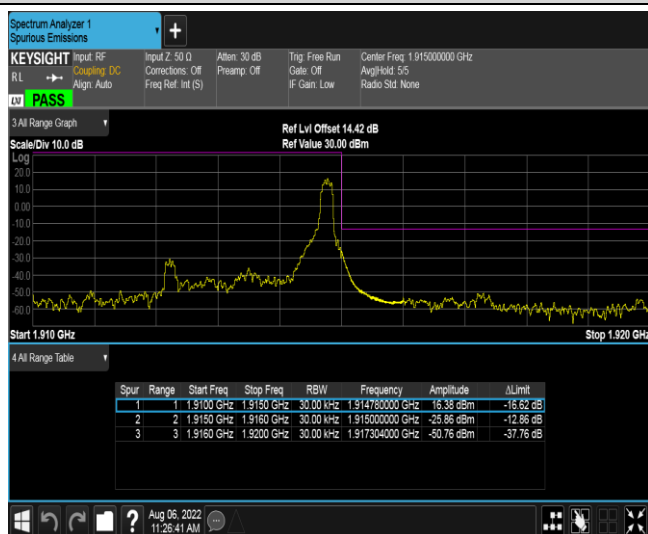 Spectrum Analyzer 1
Spurious Emissions
+
KEYSIGHT Input: RF Input Z: 50 Ω Atten: 30 dB Trig: Free Run Center Freq: 1.915000000 GHz
RL Coupling: DC Corrections: Off Preamp: Off Gate: Off Avg|Hold: 5/5
Align: Auto Freq Ref: Int (S) IF Gain: Low Radio Std: None
LXI PASS
3 All Range Graph
Ref Lvl Offset 14.42 dB
Scale/Div 10.0 dB Ref Value 30.00 dBm
Log
20.0
10.0
0.00
-10.0
-20.0
-30.0
-40.0
-50.0
-60.0
Start 1.910 GHz Stop 1.920 GHz
4 All Range Table
Spur Range Start Freq Stop Freq RBW Frequency Amplitude ΔLimit
1 1 1.9100 GHz 1.9150 GHz 30.00 kHz 1.914780000 GHz 16.38 dBm -16.62 dB
2 2 1.9150 GHz 1.9160 GHz 30.00 kHz 1.915000000 GHz -25.86 dBm -12.86 dB
3 3 1.9160 GHz 1.9200 GHz 30.00 kHz 1.917304000 GHz -50.76 dBm -37.76 dB
? Aug 06, 2022
11:26:41 AM